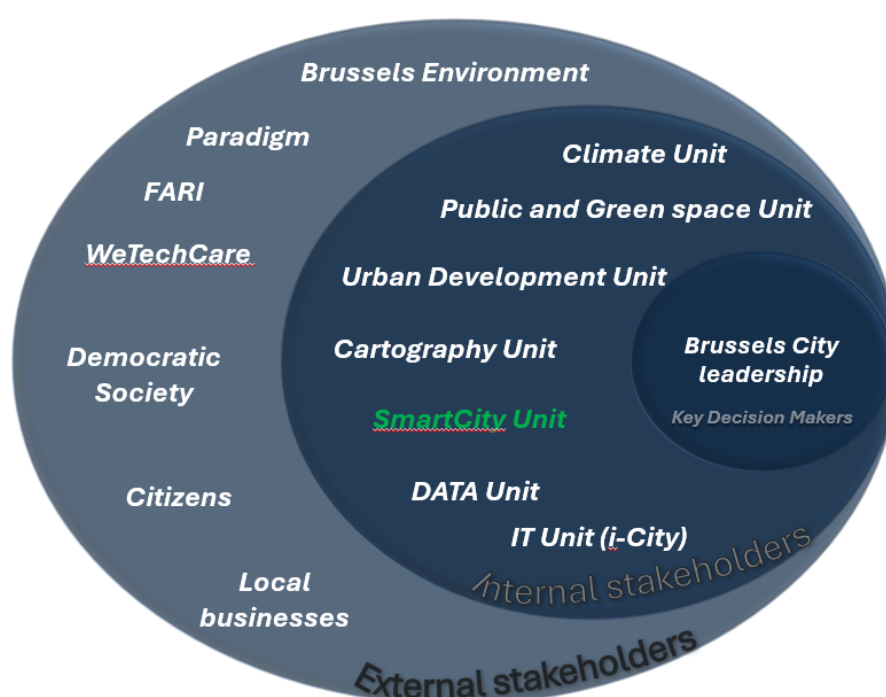 Brussels Environment
Paradigm
FARI
WeTechCare
Democratic
Society
Citizens
Local
businesses
External stakeholders
Climate Unit
Public and Green space Unit
Urban Development Unit
Cartography Unit
SmartCity Unit
DATA Unit
IT Unit (i-City)
Internal stakeholders
Brussels City
leadership
Key Decision Makers